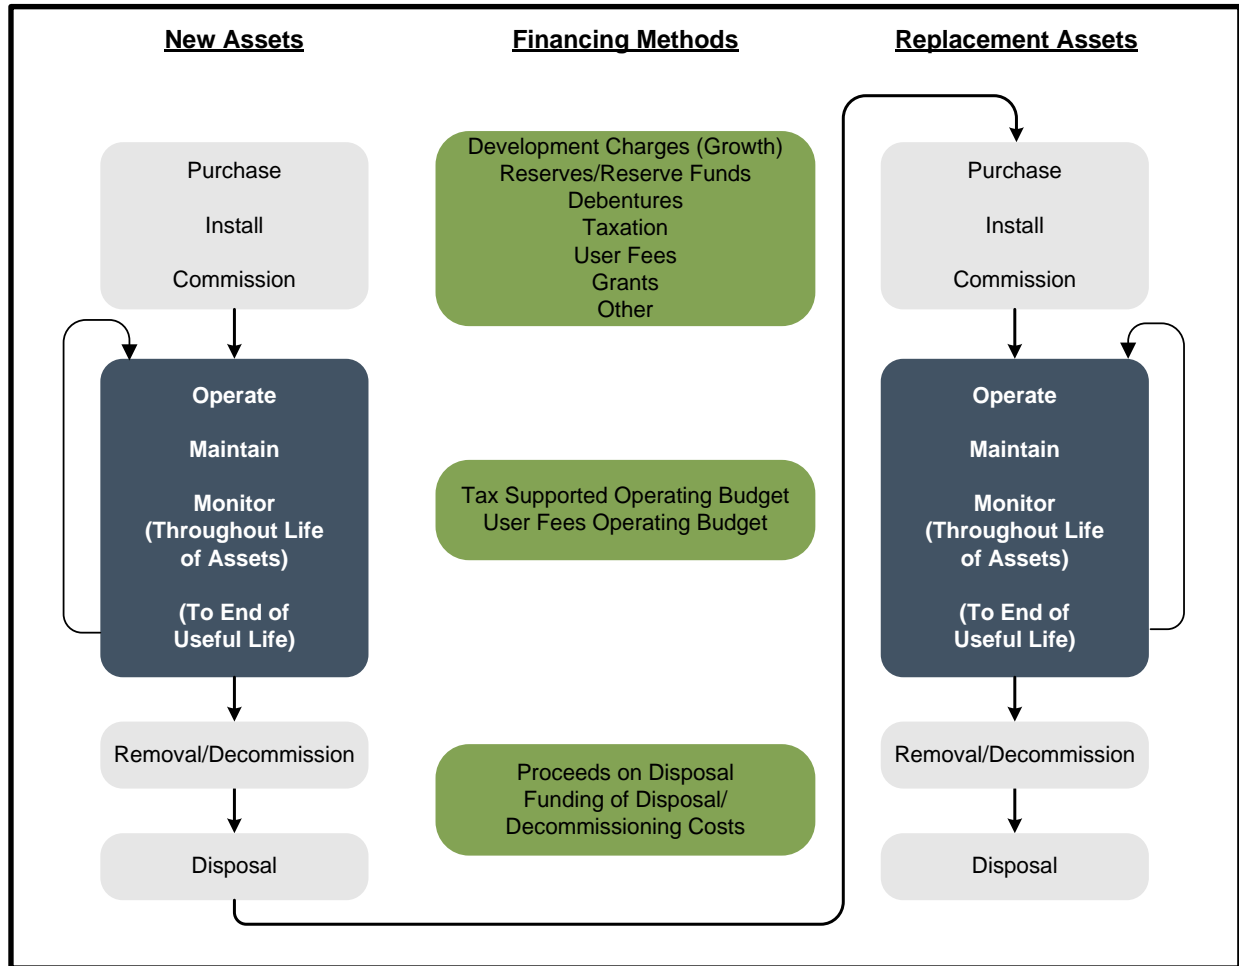 New Assets
Financing Methods
Replacement Assets
Purchase
Install
Commission
Development Charges (Growth)
Reserves/Reserve Funds
Debentures
Taxation
User Fees
Grants
Other
Purchase
Install
Commission
Operate
Maintain
Monitor
(Throughout Life
of Assets)
(To End of
Useful Life)
Tax Supported Operating Budget
User Fees Operating Budget
Operate
Maintain
Monitor
(Throughout Life
of Assets)
(To End of
Useful Life)
Removal/Decommission
Disposal
Proceeds on Disposal
Funding of Disposal/
Decommissioning Costs
Removal/Decommission
Disposal